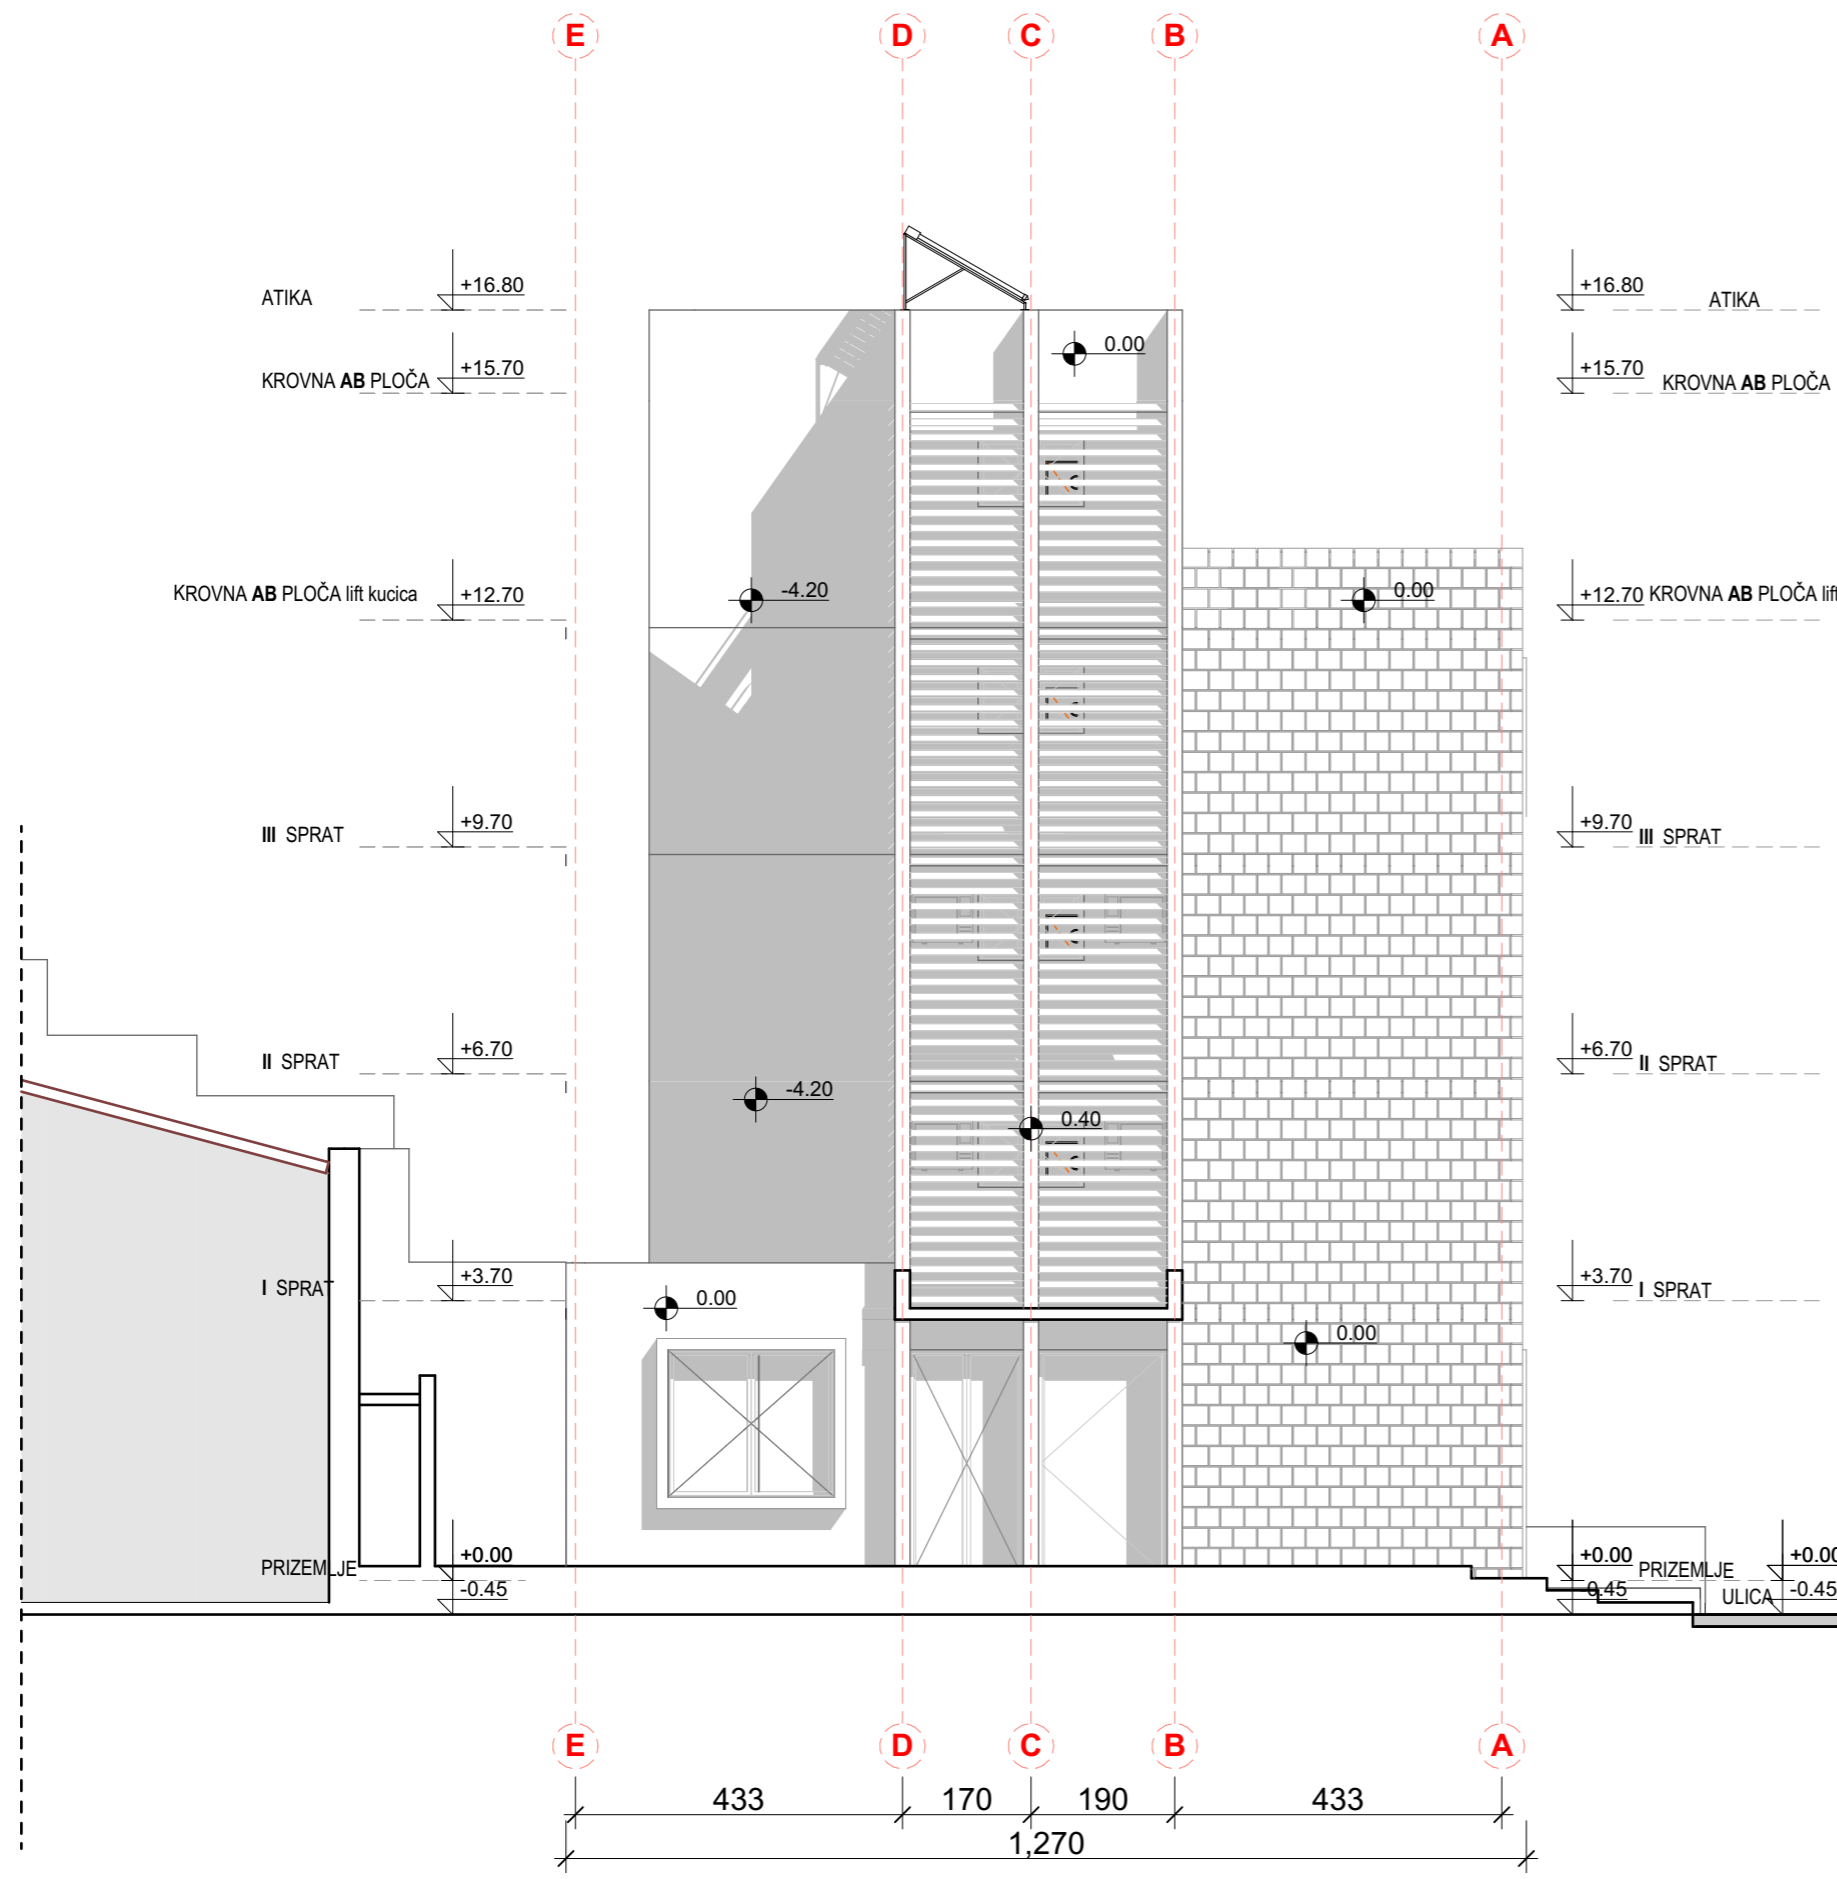 E D C B A
ATIKA +16.80 +16.80 ATIKA
0.00
KROVNA AB PLOČA +15.70 +15.70 KROVNA AB PLOČA
KROVNA AB PLOČA lift kucica +12.70 -4.20 0.00 +12.70 KROVNA AB PLOČA lift
III SPRAT +9.70 +9.70 III SPRAT
II SPRAT +6.70 +6.70 II SPRAT
-4.20
0.40
I SPRAT +3.70 +3.70 I SPRAT
0.00
0.00
PRIZEMLJE +0.00 +0.00 PRIZEMLJE +0.00
-0.45 -0.45 ULICA -0.45
E D C B A
433 170 190 433
1,270